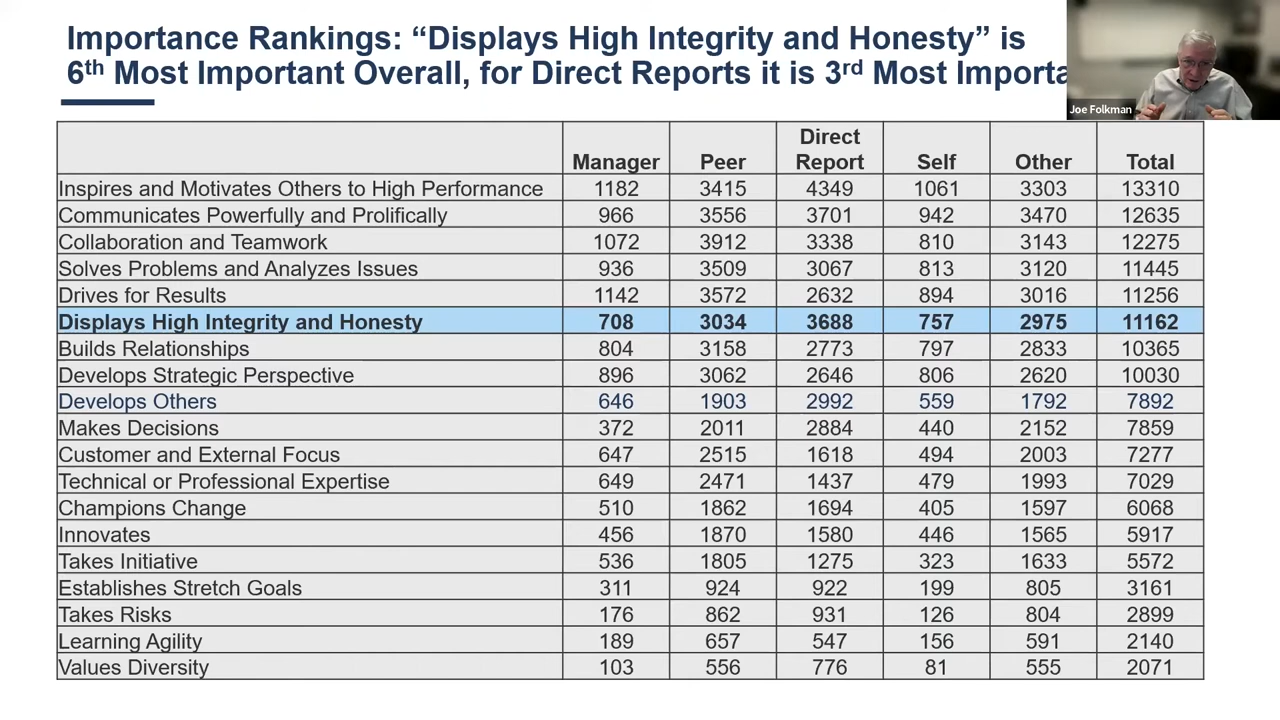 Importance Rankings: “Displays High Integrity and Honesty” is
6th Most Important Overall, for Direct Reports it is 3rd Most
Joe Folkman
Manager Peer Direct Report Self Other Total
Inspires and Motivates Others to High Performance 1182 3415 4349 1061 3303 13310
Communicates Powerfully and Prolifically 966 3556 3701 942 3470 12635
Collaboration and Teamwork 1072 3912 3338 810 3143 12275
Solves Problems and Analyzes Issues 936 3509 3067 813 3120 11445
Drives for Results 1142 3572 2632 894 3016 11256
Displays High Integrity and Honesty 708 3034 3688 757 2975 11162
Builds Relationships 804 3158 2773 797 2833 10365
Develops Strategic Perspective 896 3062 2646 806 2620 10030
Develops Others 646 1903 2992 559 1792 7892
Makes Decisions 372 2011 2884 440 2152 7859
Customer and External Focus 647 2515 1618 494 2003 7277
Technical or Professional Expertise 649 2471 1437 479 1993 7029
Champions Change 510 1862 1694 405 1597 6068
Innovates 456 1870 1580 446 1565 5917
Takes Initiative 536 1805 1275 323 1633 5572
Establishes Stretch Goals 311 924 922 199 805 3161
Takes Risks 176 862 931 126 804 2899
Learning Agility 189 657 547 156 591 2140
Values Diversity 103 556 776 81 555 2071